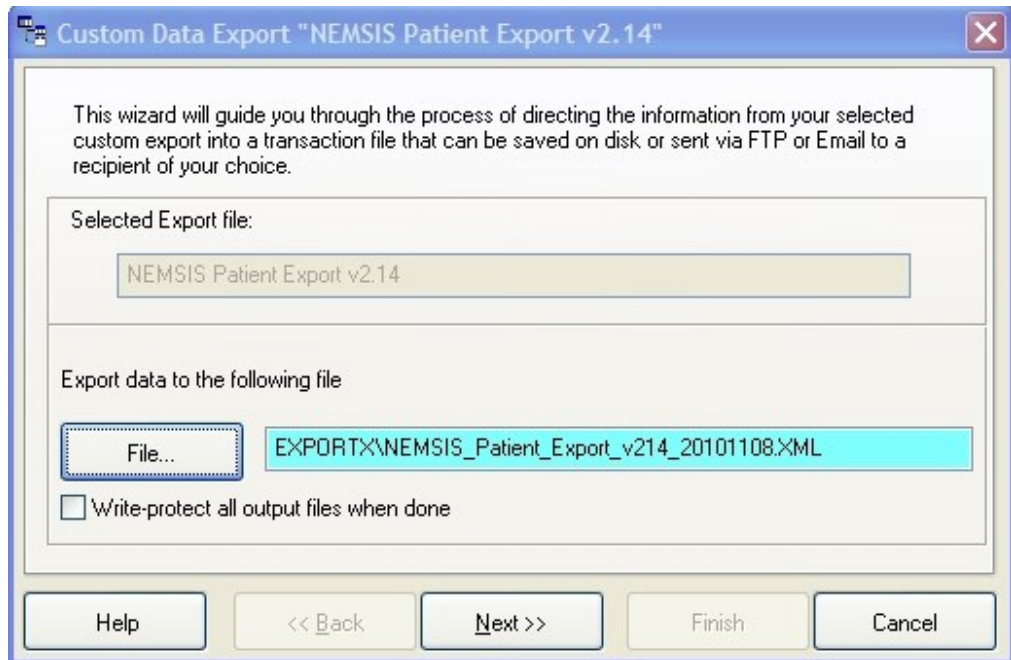 Custom Data Export "NEMSIS Patient Export v2.14"
This wizard will guide you through the process of directing the information from your selected
custom export into a transaction file that can be saved on disk or sent via FTP or Email to a
recipient of your choice.
Selected Export file:
NEMSIS Patient Export v2.14
Export data to the following file
File...
EXPORTX\NEMSIS_Patient_Export_v214_20101108.XML
Write-protect all output files when done
Help
<< Back
Next >>
Finish
Cancel